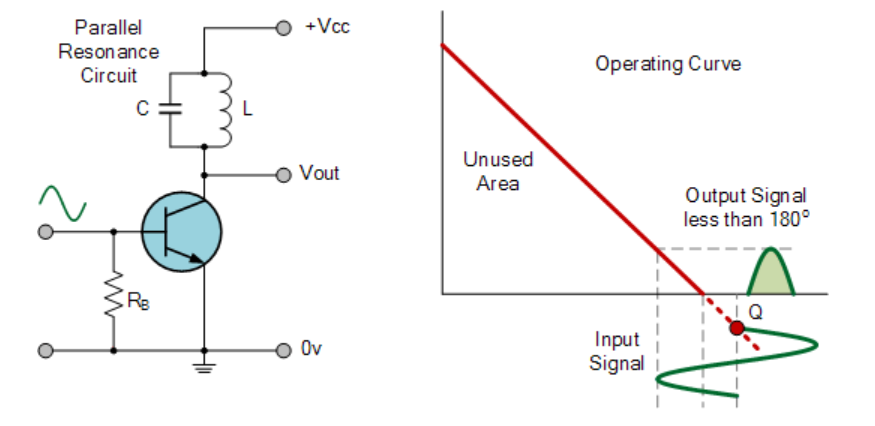 Parallel
Resonance
Circuit
+Vcc
C
L
Vout
RB
0v
Operating Curve
Unused
Area
Output Signal
less than 180°
Q
Input
Signal